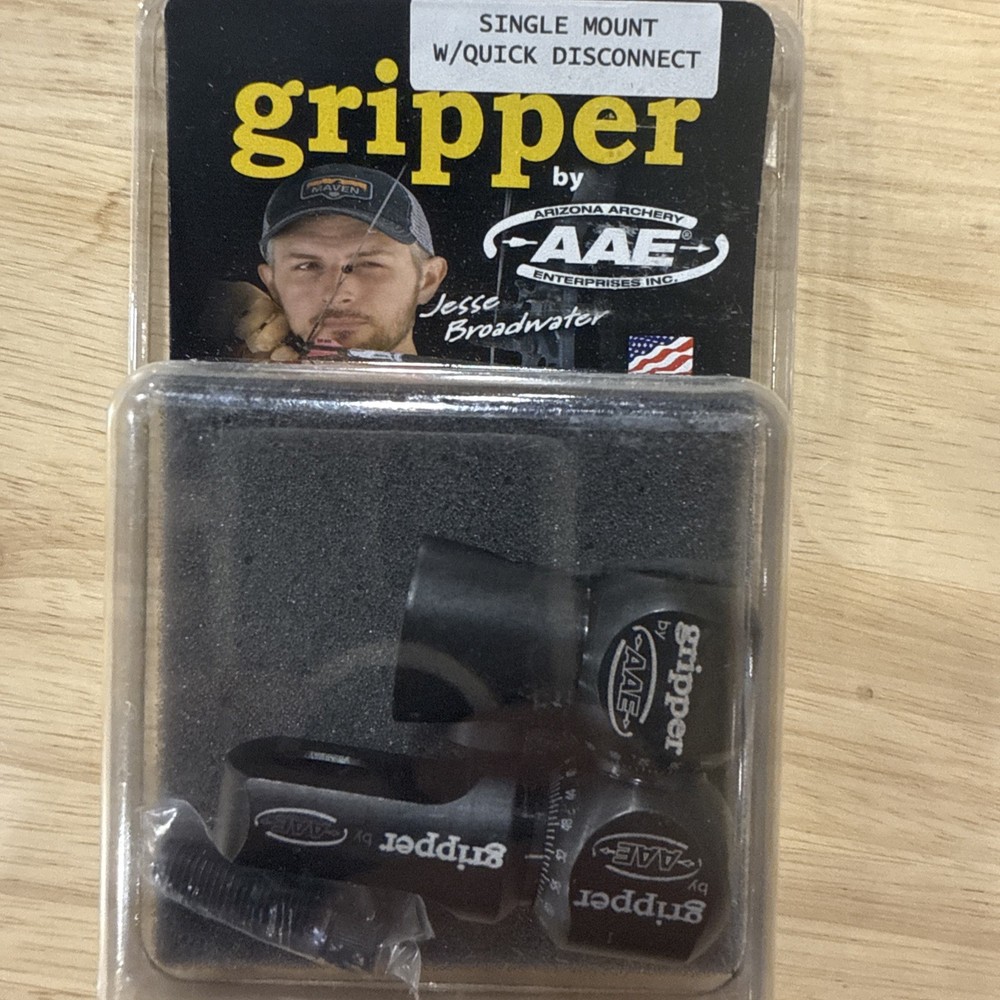 SINGLE MOUNT
W/QUICK DISCONNECT
gripper
by
MAVEN
ARIZONA ARCHERY
AAE®
ENTERPRISES INC.
Jesse
Broadwater
gripper
by
AAE
gripper
by
AAE
gripper
by
AAE